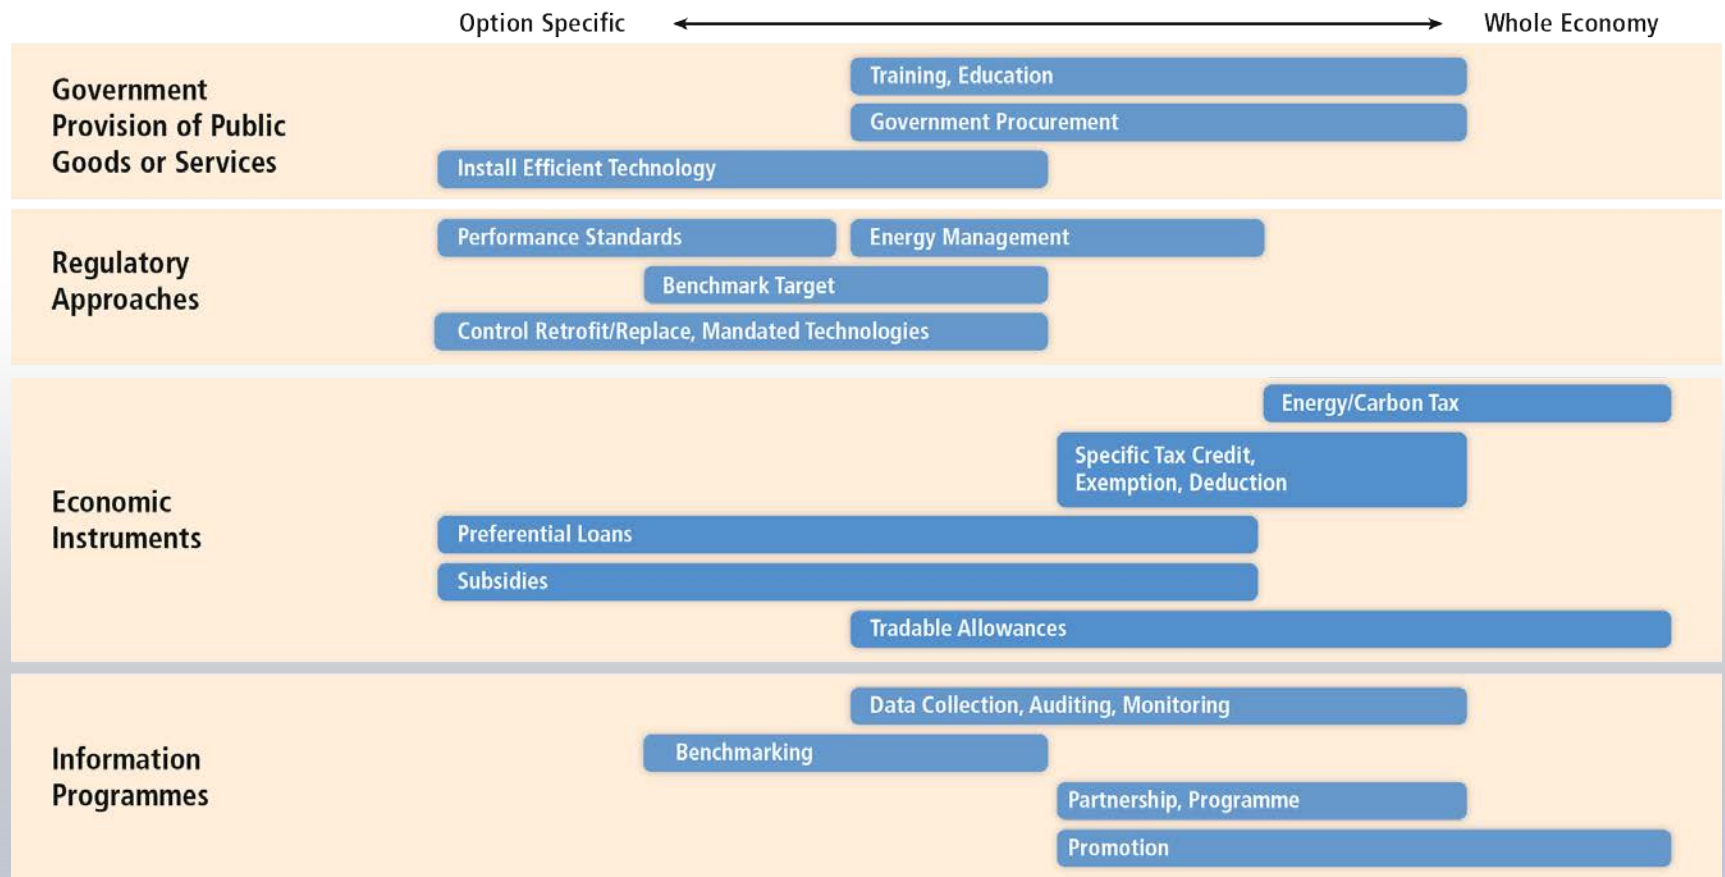 Option Specific
Whole Economy
Government
Provision of Public
Goods or Services
Training, Education
Government Procurement
Install Efficient Technology
Regulatory
Approaches
Performance Standards
Energy Management
Benchmark Target
Control Retrofit/Replace, Mandated Technologies
Economic
Instruments
Energy/Carbon Tax
Specific Tax Credit,
Exemption, Deduction
Preferential Loans
Subsidies
Tradable Allowances
Information
Programmes
Data Collection, Auditing, Monitoring
Benchmarking
Partnership, Programme
Promotion